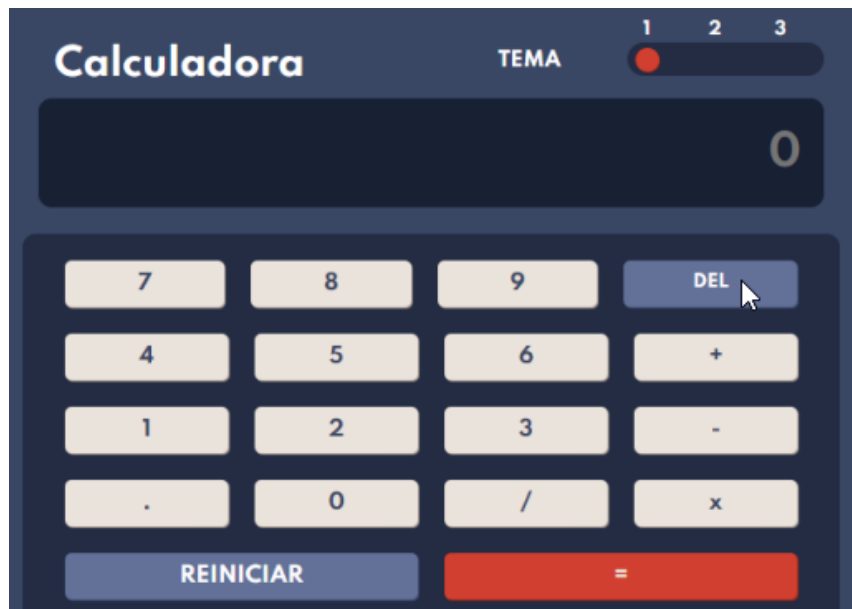 1 2 3
Calculadora TEMA
0
7 8 9 DEL
4 5 6 +
1 2 3 -
. 0 / x
REINICIAR =